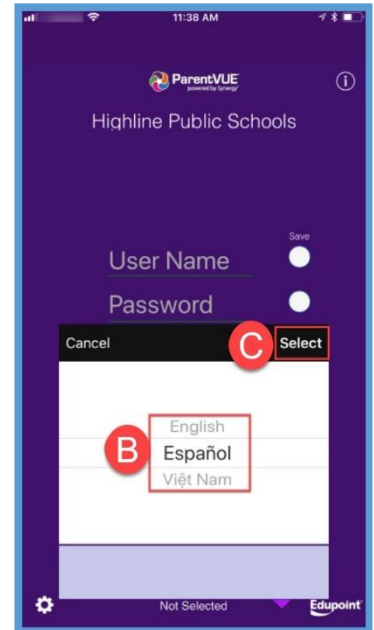 11:38 AM
ParentVUE
powered by Synergy
i
Highline Public Schools
Save
User Name
Password
Cancel
C
Select
English
B
Español
Việt Nam
Not Selected
Edupoint